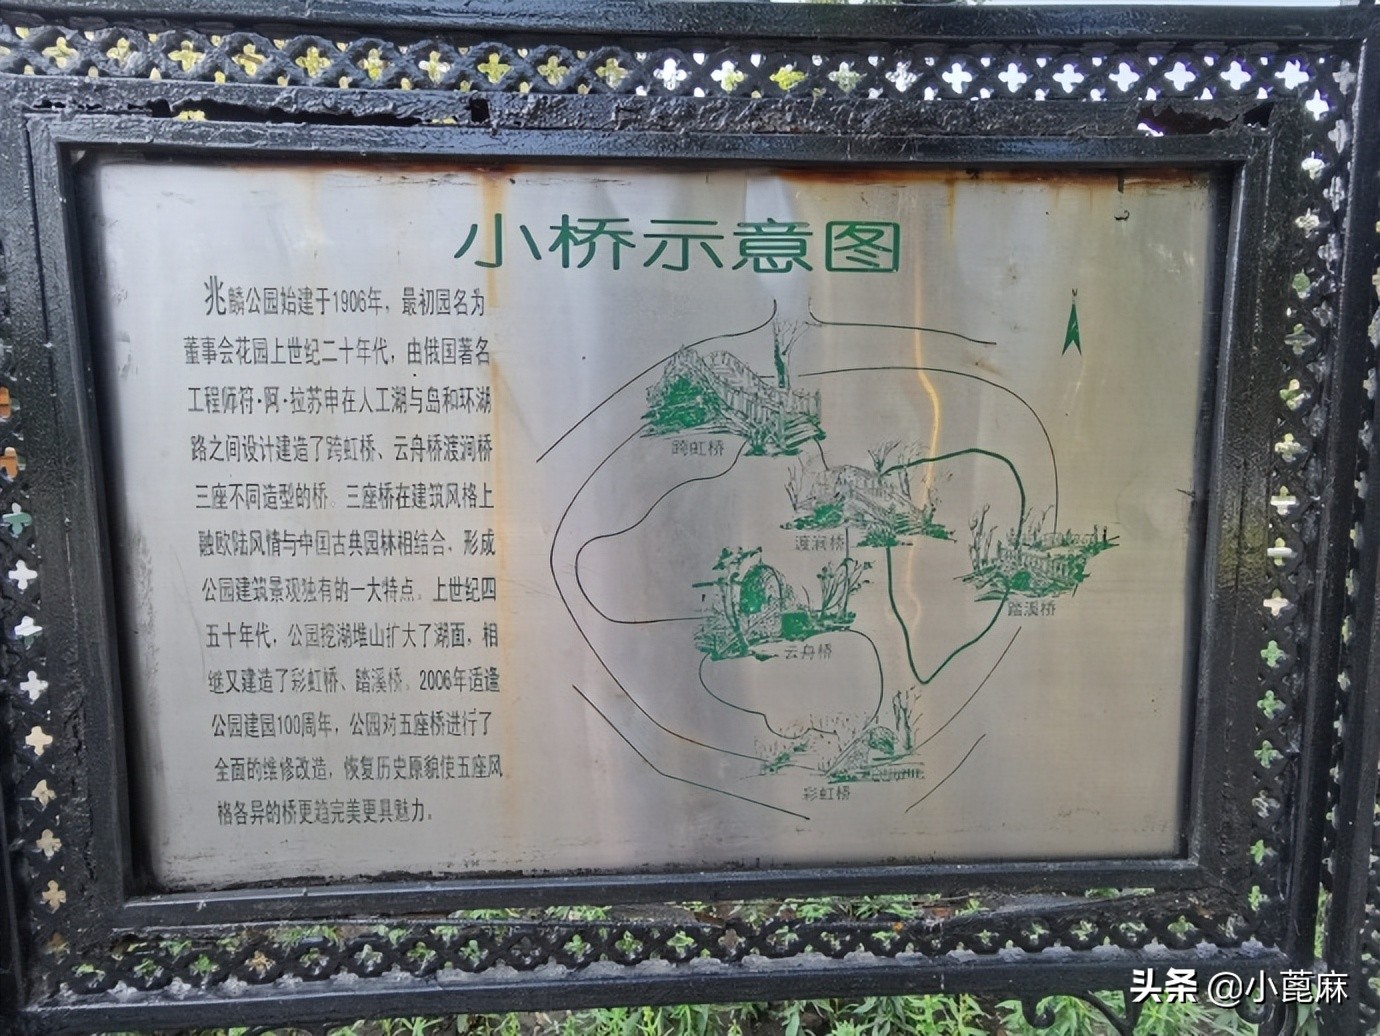 小桥示意图
兆麟公园始建于1906年，最初园名为
董事会花园上世纪二十年代，由俄国著名
工程师符·阿·拉苏申在人工湖与岛和环湖
路之间设计建造了跨虹桥、云舟桥渡涧桥
三座不同造型的桥。三座桥在建筑风格上
融欧陆风情与中国古典园林相结合，形成
公园建筑景观独有的一大特点。上世纪四
五十年代，公园挖湖堆山扩大了湖面，相
继又建造了彩虹桥、踏溪桥。2006年适逢
公园建园100周年，公园对五座桥进行了
全面的维修改造，恢复历史原貌使五座风
格各异的桥更趋完美更具魅力。
跨虹桥
渡涧桥
踏溪桥
云舟桥
彩虹桥
头条 @小蓖麻